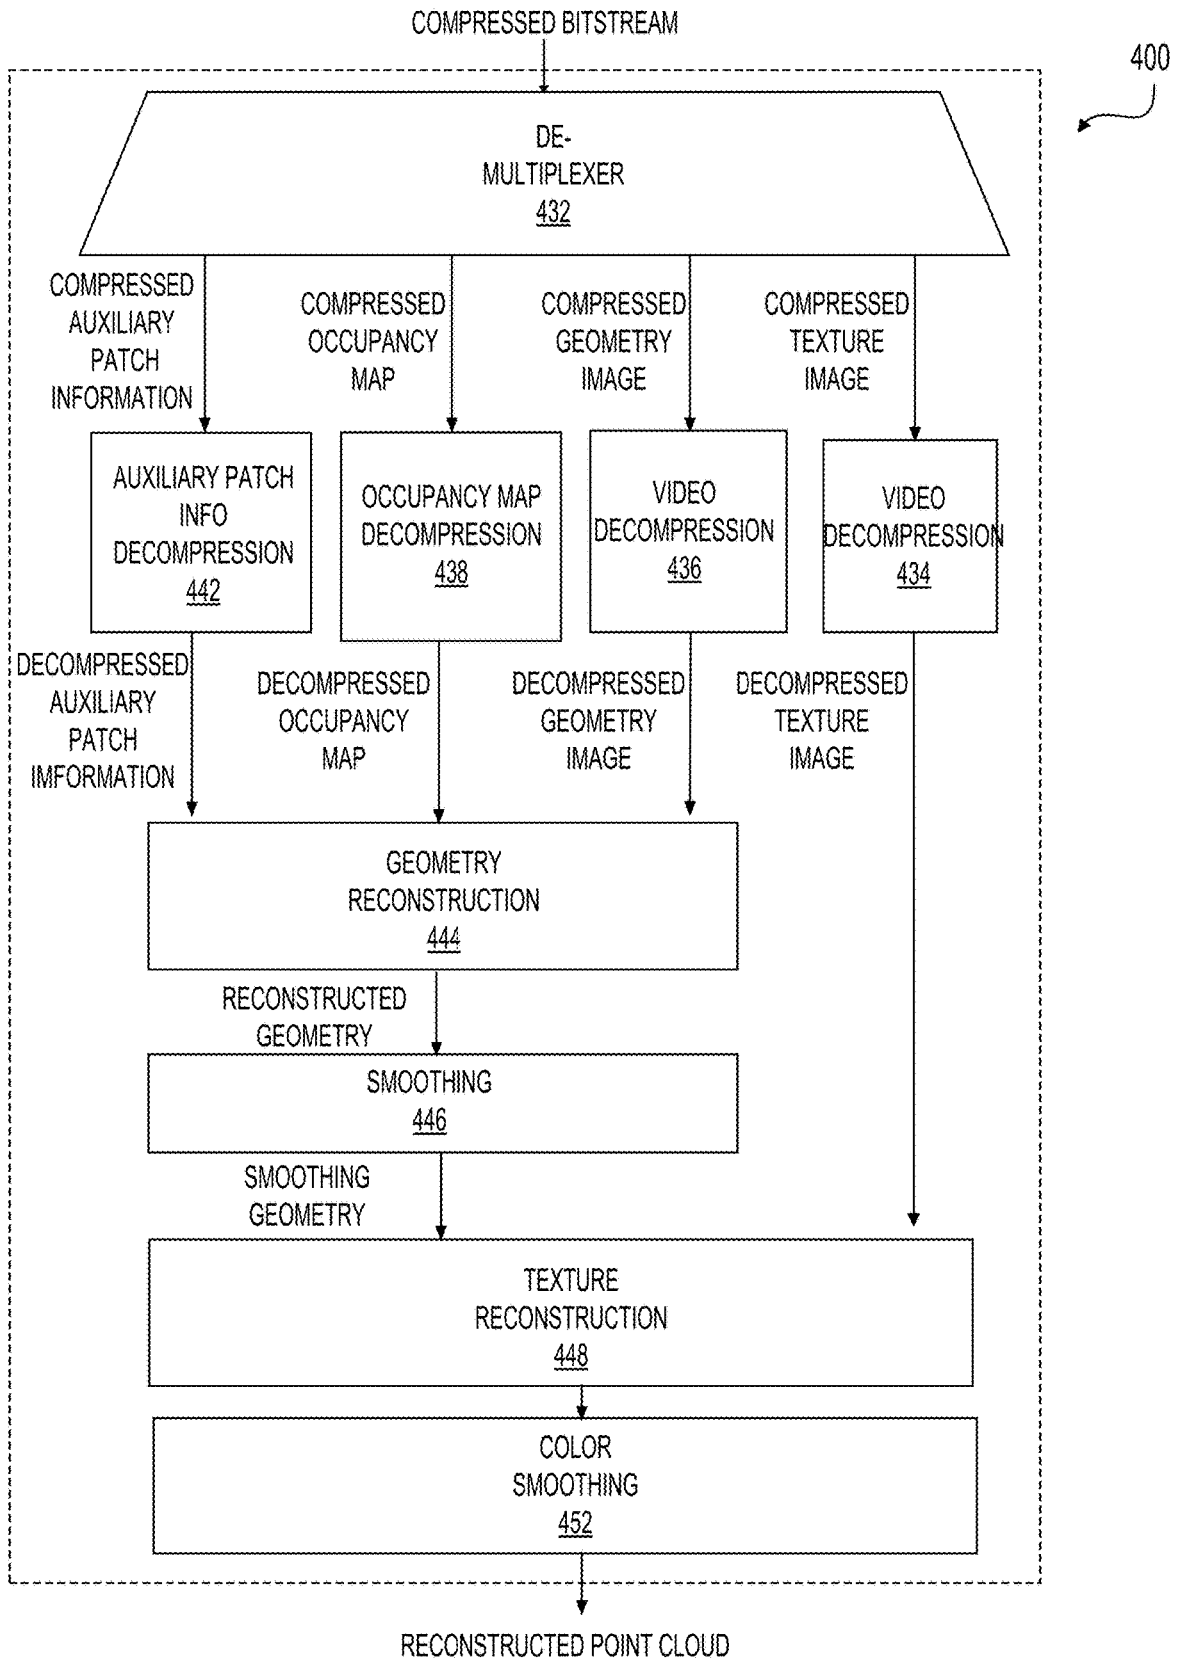 COMPRESSED BITSTREAM
400
DE-
MULTIPLEXER
432
COMPRESSED
AUXILIARY
PATCH
INFORMATION
COMPRESSED
OCCUPANCY
MAP
COMPRESSED
GEOMETRY
IMAGE
COMPRESSED
TEXTURE
IMAGE
AUXILIARY PATCH
INFO
DECOMPRESSION
442
OCCUPANCY MAP
DECOMPRESSION
438
VIDEO
DECOMPRESSION
436
VIDEO
DECOMPRESSION
434
DECOMPRESSED
AUXILIARY
PATCH
IMFORMATION
DECOMPRESSED
OCCUPANCY
MAP
DECOMPRESSED
GEOMETRY
IMAGE
DECOMPRESSED
TEXTURE
IMAGE
GEOMETRY
RECONSTRUCTION
444
RECONSTRUCTED
GEOMETRY
SMOOTHING
446
SMOOTHING
GEOMETRY
TEXTURE
RECONSTRUCTION
448
COLOR
SMOOTHING
452
RECONSTRUCTED POINT CLOUD